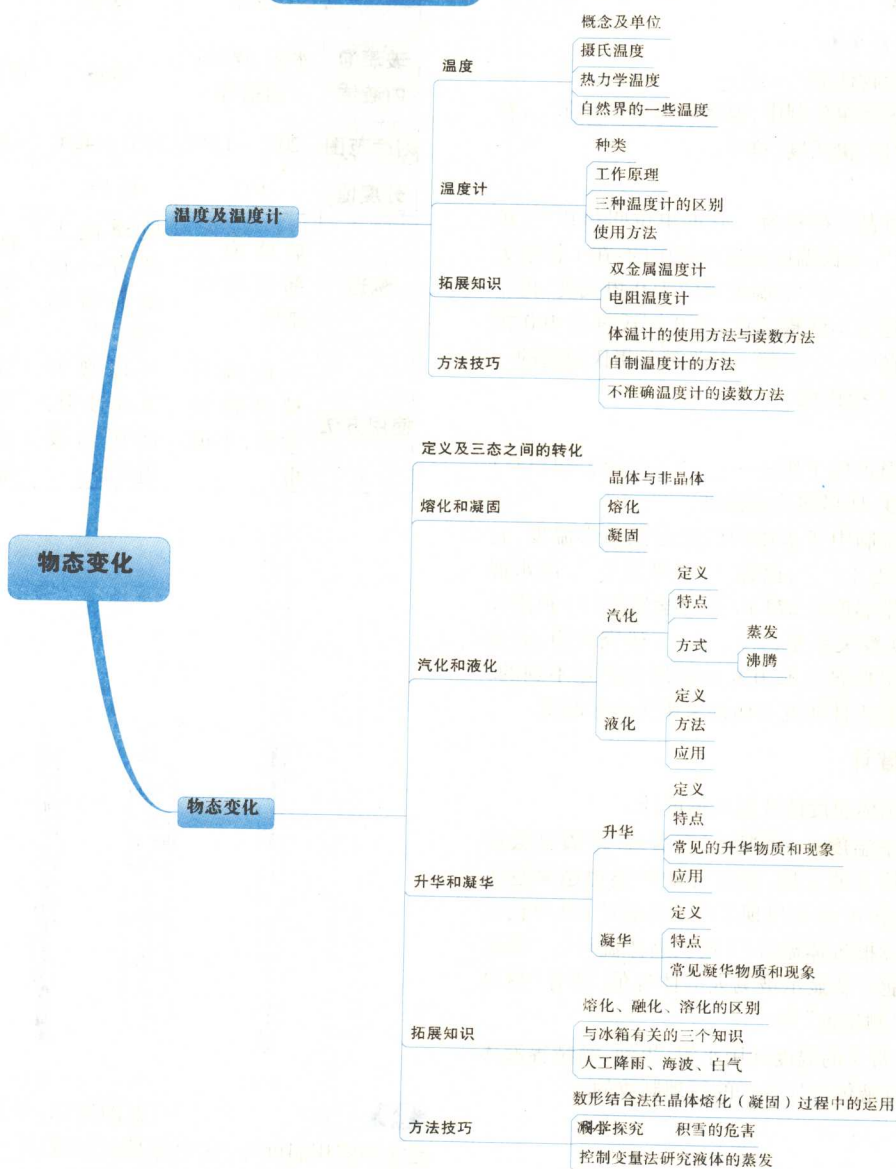 概念及单位
温度
摄氏温度
热力学温度
自然界的一些温度
种类
温度计
工作原理
三种温度计的区别
使用方法
温度及温度计
拓展知识
双金属温度计
电阻温度计
体温计的使用方法与读数方法
方法技巧
自制温度计的方法
不准确温度计的读数方法
定义及三态之间的转化
晶体与非晶体
熔化和凝固
熔化
凝固
物态变化
定义
汽化
特点
方式
蒸发
沸腾
汽化和液化
定义
液化
方法
应用
物态变化
定义
升华
特点
常见的升华物质和现象
应用
升华和凝华
定义
凝华
特点
常见凝华物质和现象
熔化、融化、溶化的区别
拓展知识
与冰箱有关的三个知识
人工降雨、海波、白气
数形结合法在晶体熔化（凝固）过程中的运用
方法技巧
学探究 积雪的危害
控制变量法研究液体的蒸发